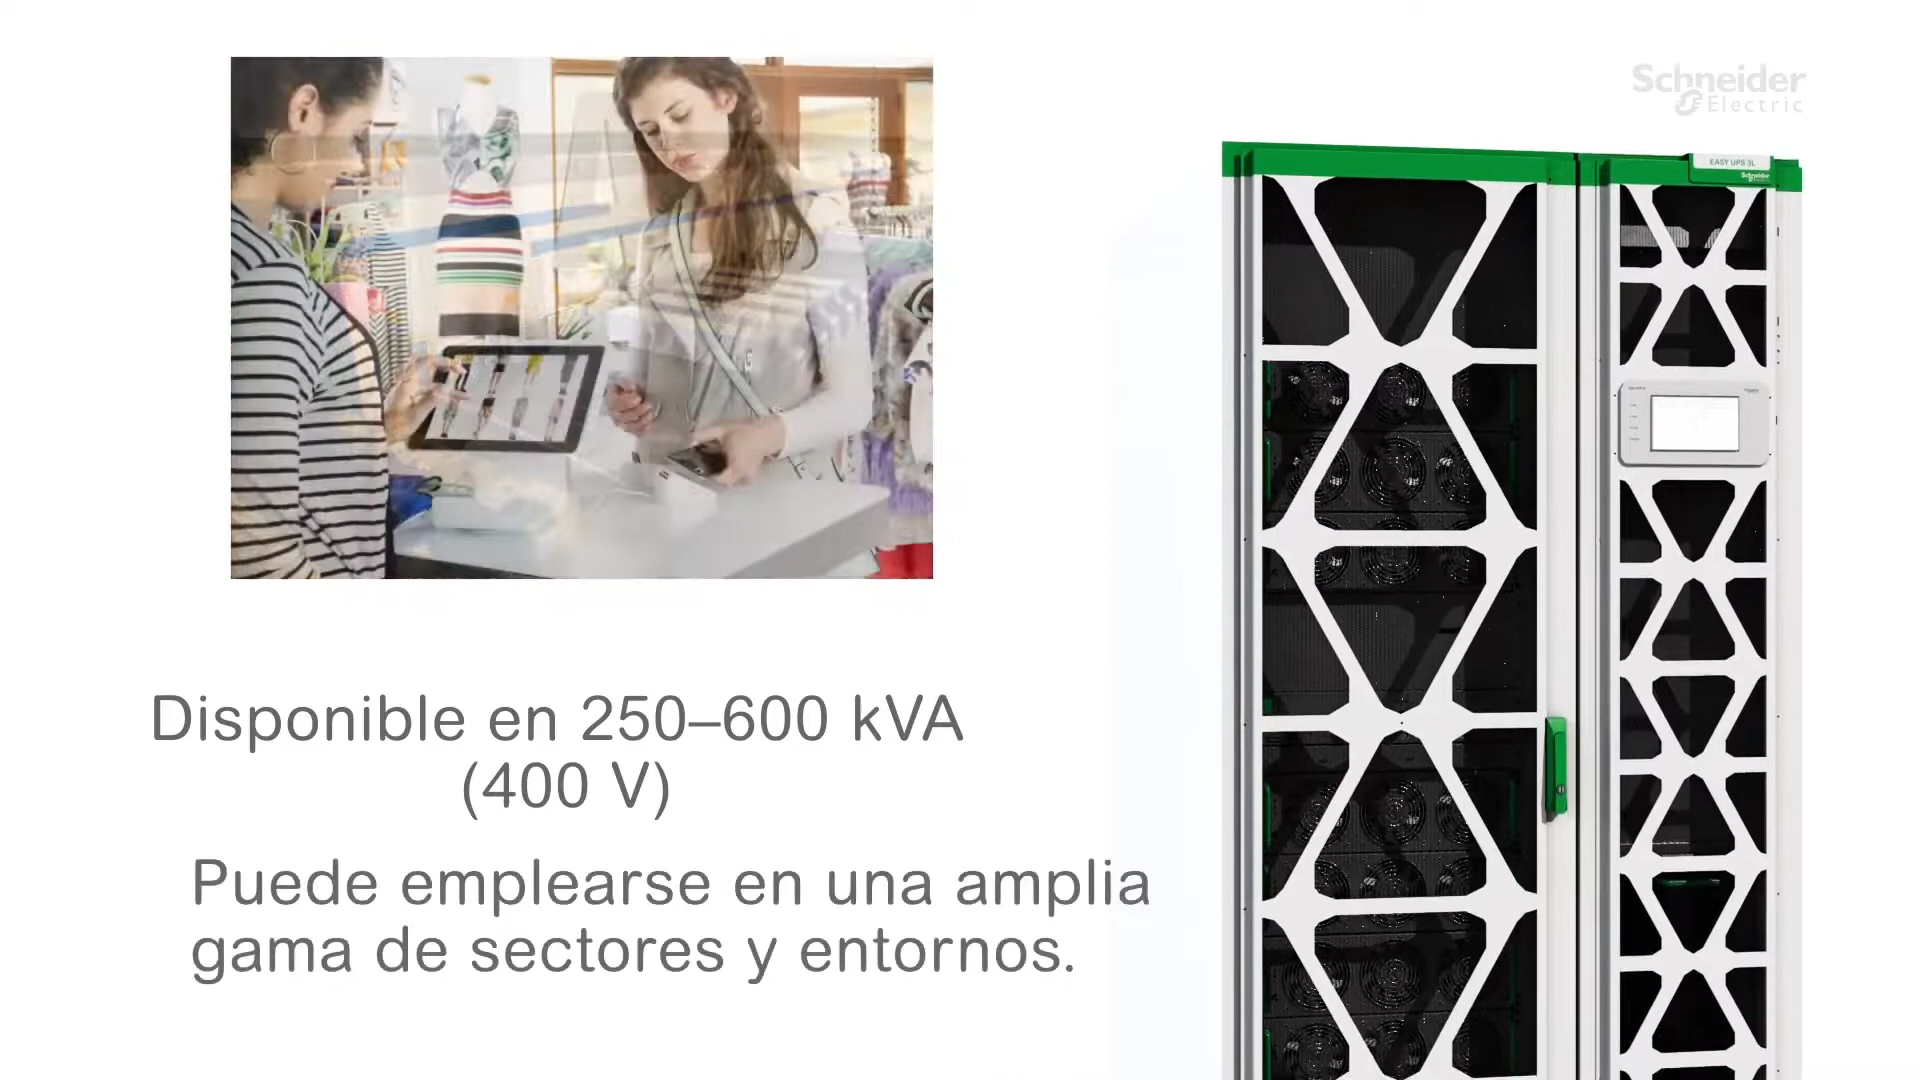 Schneider
Electric
EASY UPS 3L
Schneider
Disponible en 250–600 kVA
(400 V)
Puede emplearse en una amplia
gama de sectores y entornos.